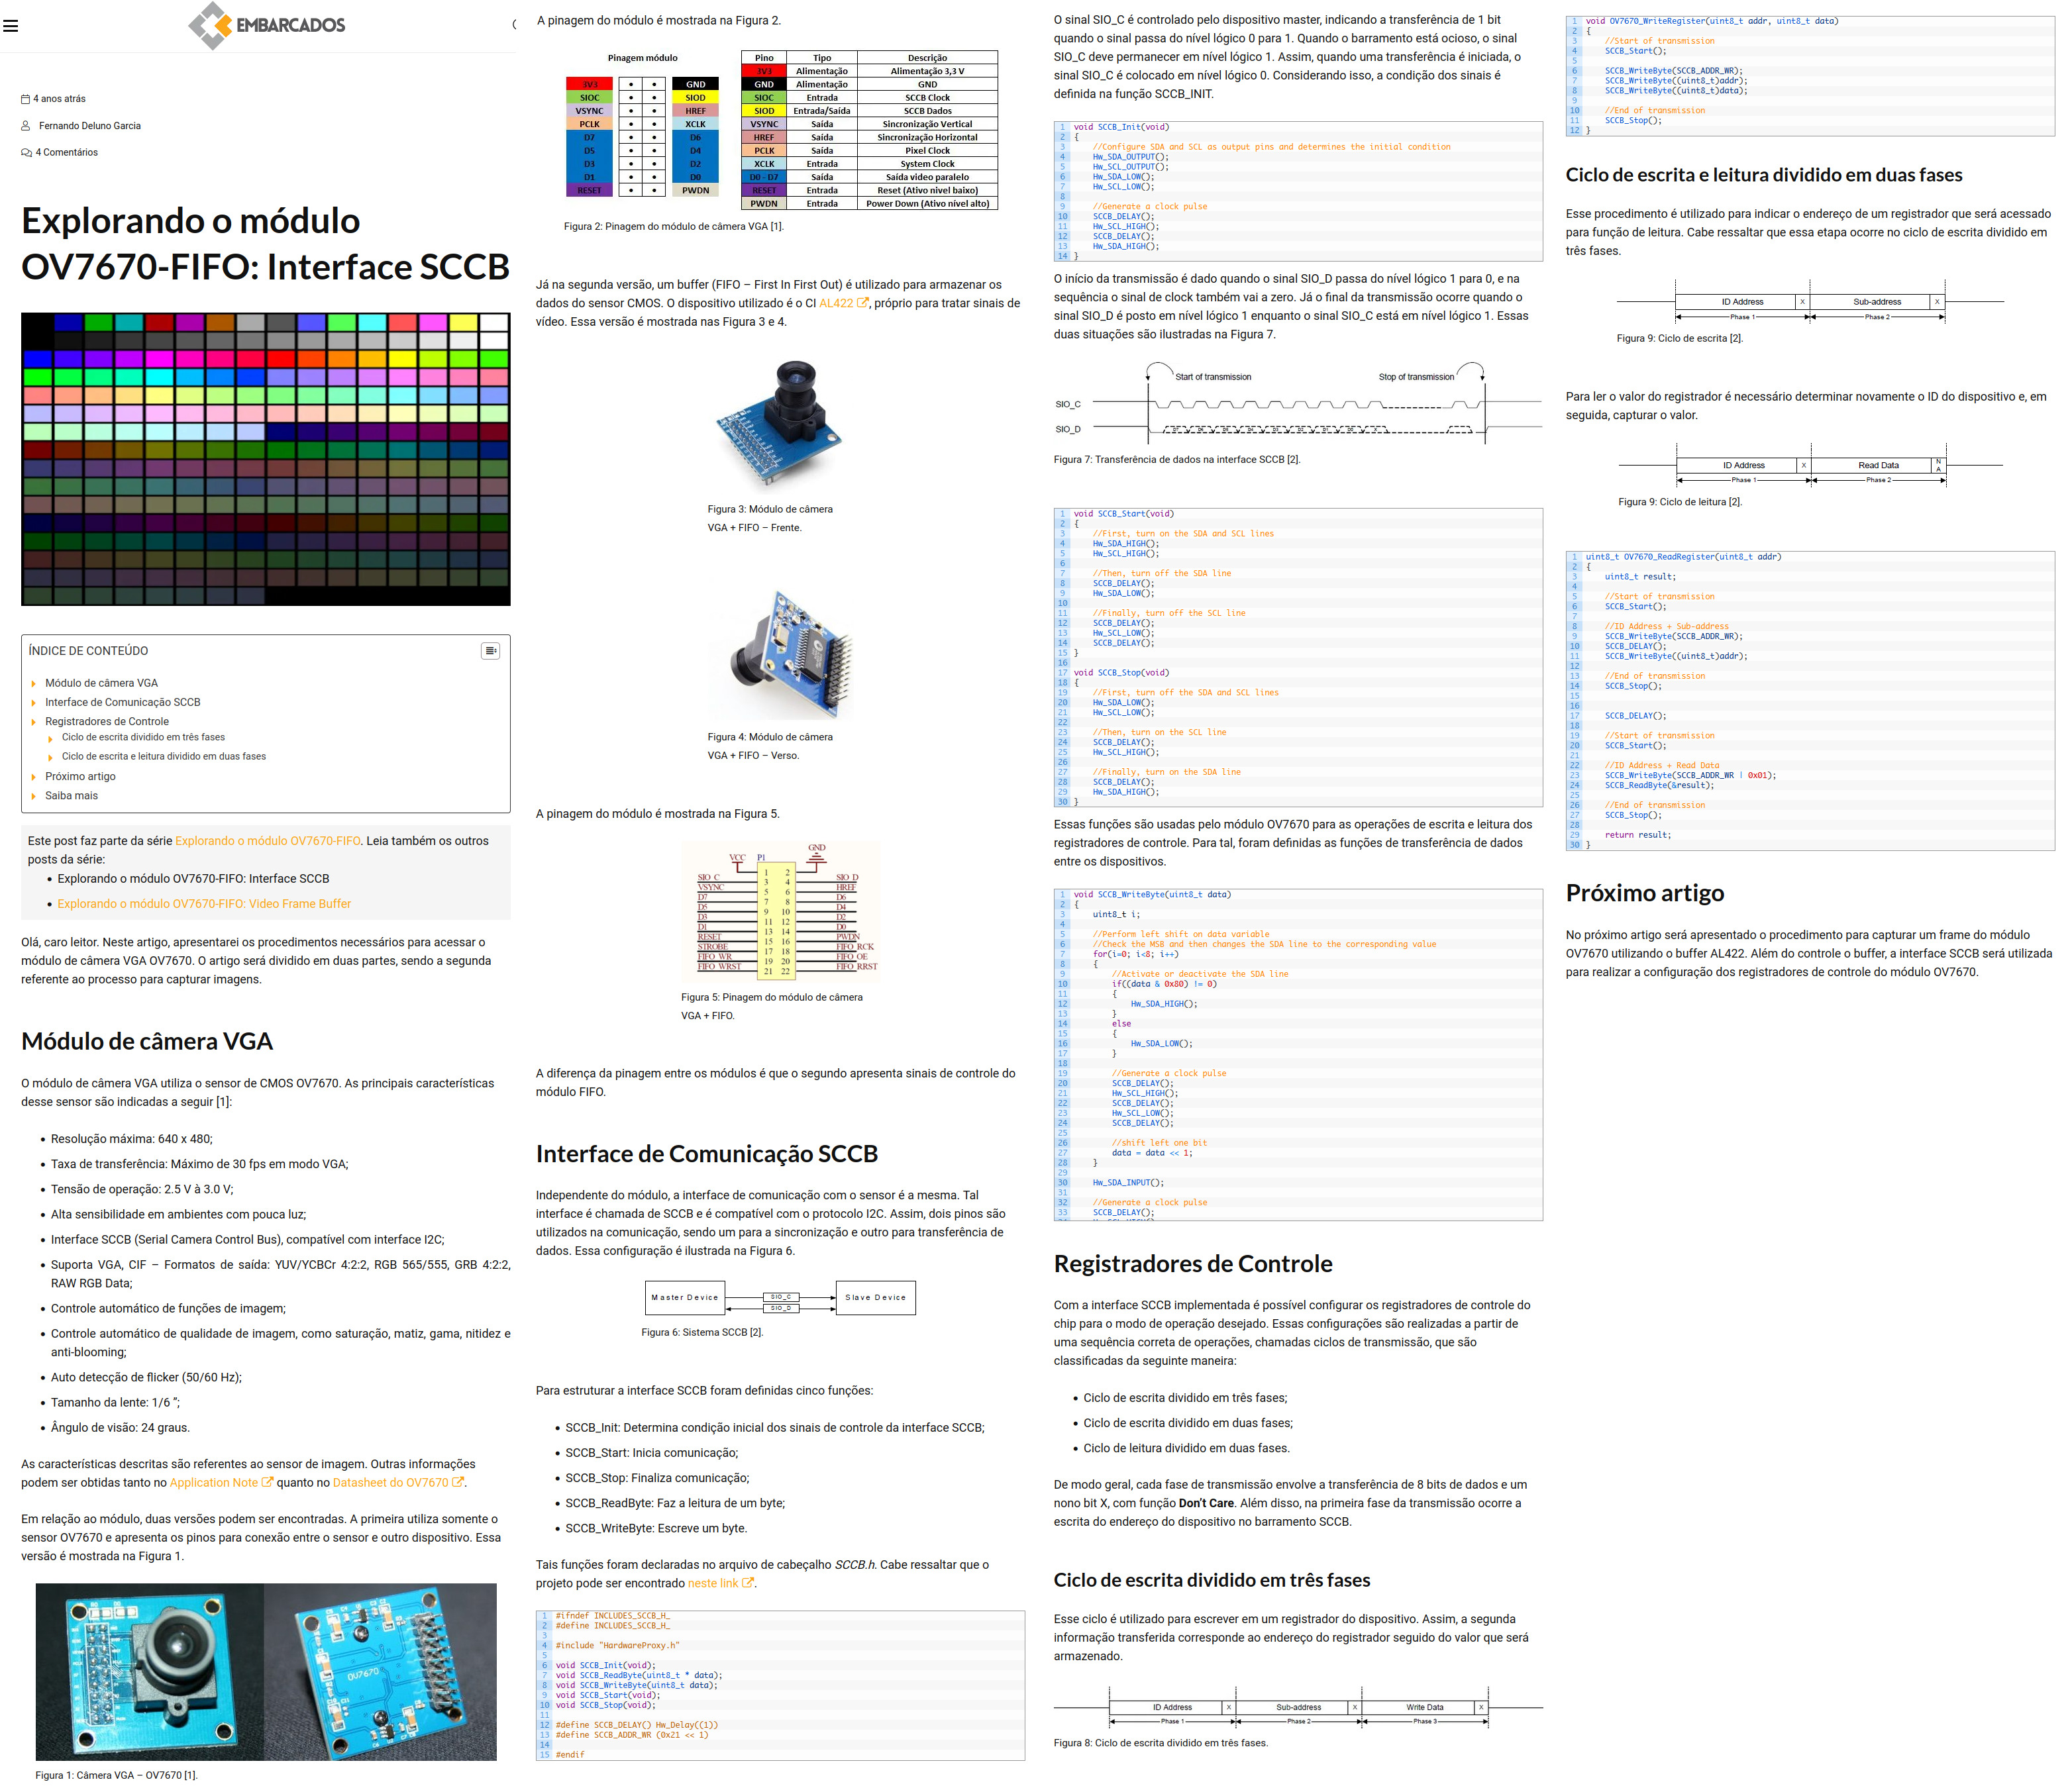 EMBARCADOS
4 anos atrás
Fernando Deluno Garcia
4 Comentários
Explorando o módulo
OV7670-FIFO: Interface SCCB
ÍNDICE DE CONTEÚDO
Módulo de câmera VGA
Interface de Comunicação SCCB
Registradores de Controle
Ciclo de escrita dividido em três fases
Ciclo de escrita e leitura dividido em duas fases
Próximo artigo
Saiba mais
Este post faz parte da série Explorando o módulo OV7670-FIFO. Leia também os outros
posts da série:
• Explorando o módulo OV7670-FIFO: Interface SCCB
• Explorando o módulo OV7670-FIFO: Video Frame Buffer
Olá, caro leitor. Neste artigo, apresentarei os procedimentos necessários para acessar o
módulo de câmera VGA OV7670. O artigo será dividido em duas partes, sendo a segunda
referente ao processo para capturar imagens.
Módulo de câmera VGA
O módulo de câmera VGA utiliza o sensor de CMOS OV7670. As principais características
desse sensor são indicadas a seguir [1]:
• Resolução máxima: 640 x 480;
• Taxa de transferência: Máximo de 30 fps em modo VGA;
• Tensão de operação: 2.5 V à 3.0 V;
• Alta sensibilidade em ambientes com pouca luz;
• Interface SCCB (Serial Camera Control Bus), compatível com interface I2C;
• Suporta VGA, CIF – Formatos de saída: YUV/YCBCr 4:2:2, RGB 565/555, GRB 4:2:2,
RAW RGB Data;
• Controle automático de funções de imagem;
• Controle automático de qualidade de imagem, como saturação, matiz, gama, nitidez e
anti-blooming;
• Auto detecção de flicker (50/60 Hz);
• Tamanho da lente: 1/6 ”;
• Ângulo de visão: 24 graus.
As características descritas são referentes ao sensor de imagem. Outras informações
podem ser obtidas tanto no Application Note quanto no Datasheet do OV7670.
Em relação ao módulo, duas versões podem ser encontradas. A primeira utiliza somente o
sensor OV7670 e apresenta os pinos para conexão entre o sensor e outro dispositivo. Essa
versão é mostrada na Figura 1.
OV7670
Figura 1: Câmera VGA – OV7670 [1].
A pinagem do módulo é mostrada na Figura 2.
Pinagem módulo
3V3 • • GND
SIOC • • SIOD
VSYNC • • HREF
PCLK • • XCLK
D7 • • D6
D5 • • D4
D3 • • D2
D1 • • D0
RESET • • PWDN
Pino Tipo Descrição
3V3 Alimentação Alimentação 3,3 V
GND Alimentação GND
SIOC Entrada SCCB Clock
SIOD Entrada/Saída SCCB Dados
VSYNC Saída Sincronização Vertical
HREF Saída Sincronização Horizontal
PCLK Saída Pixel Clock
XCLK Entrada System Clock
D0 - D7 Saída Saída video paralelo
RESET Entrada Reset (Ativo nivel baixo)
PWDN Entrada Power Down (Ativo nível alto)
Figura 2: Pinagem do módulo de câmera VGA [1].
Já na segunda versão, um buffer (FIFO – First In First Out) é utilizado para armazenar os
dados do sensor CMOS. O dispositivo utilizado é o CI AL422, próprio para tratar sinais de
vídeo. Essa versão é mostrada nas Figura 3 e 4.
Figura 3: Módulo de câmera
VGA + FIFO – Frente.
Figura 4: Módulo de câmera
VGA + FIFO – Verso.
A pinagem do módulo é mostrada na Figura 5.
VCC P1 GND
1 2
SIO_C 3 4 SIO_D
VSYNC 5 6 HREF
D7 7 8 D6
D5 9 10 D4
D3 11 12 D2
D1 13 14 D0
RESET 15 16 PWDN
STROBE 17 18 FIFO_RCK
FIFO_WR 19 20 FIFO_OE
FIFO_WRST 21 22 FIFO_RRST
Figura 5: Pinagem do módulo de câmera
VGA + FIFO.
A diferença da pinagem entre os módulos é que o segundo apresenta sinais de controle do
módulo FIFO.
Interface de Comunicação SCCB
Independente do módulo, a interface de comunicação com o sensor é a mesma. Tal
interface é chamada de SCCB e é compatível com o protocolo I2C. Assim, dois pinos são
utilizados na comunicação, sendo um para a sincronização e outro para transferência de
dados. Essa configuração é ilustrada na Figura 6.
Master Device SIO_C Slave Device
SIO_D
Figura 6: Sistema SCCB [2].
Para estruturar a interface SCCB foram definidas cinco funções:
• SCCB_Init: Determina condição inicial dos sinais de controle da interface SCCB;
• SCCB_Start: Inicia comunicação;
• SCCB_Stop: Finaliza comunicação;
• SCCB_ReadByte: Faz a leitura de um byte;
• SCCB_WriteByte: Escreve um byte.
Tais funções foram declaradas no arquivo de cabeçalho SCCB.h. Cabe ressaltar que o
projeto pode ser encontrado neste link.
1 #ifndef INCLUDES_SCCB_H_
2 #define INCLUDES_SCCB_H_
3
4 #include "HardwareProxy.h"
5
6 void SCCB_Init(void);
7 void SCCB_ReadByte(uint8_t * data);
8 void SCCB_WriteByte(uint8_t data);
9 void SCCB_Start(void);
10 void SCCB_Stop(void);
11
12 #define SCCB_DELAY() Hw_Delay((1))
13 #define SCCB_ADDR_WR (0x21 << 1)
14
15 #endif
O sinal SIO_C é controlado pelo dispositivo master, indicando a transferência de 1 bit
quando o sinal passa do nível lógico 0 para 1. Quando o barramento está ocioso, o sinal
SIO_C deve permanecer em nível lógico 1. Assim, quando uma transferência é iniciada, o
sinal SIO_C é colocado em nível lógico 0. Considerando isso, a condição dos sinais é
definida na função SCCB_INIT.
1 void SCCB_Init(void)
2 {
3 //Configure SDA and SCL as output pins and determines the initial condition
4 Hw_SDA_OUTPUT();
5 Hw_SCL_OUTPUT();
6 Hw_SDA_LOW();
7 Hw_SCL_LOW();
8
9 //Generate a clock pulse
10 SCCB_DELAY();
11 Hw_SCL_HIGH();
12 SCCB_DELAY();
13 Hw_SDA_HIGH();
14 }
O início da transmissão é dado quando o sinal SIO_D passa do nível lógico 1 para 0, e na
sequência o sinal de clock também vai a zero. Já o final da transmissão ocorre quando o
sinal SIO_D é posto em nível lógico 1 enquanto o sinal SIO_C está em nível lógico 1. Essas
duas situações são ilustradas na Figura 7.
Start of transmission Stop of transmission
SIO_C
SIO_D
Figura 7: Transferência de dados na interface SCCB [2].
1 void SCCB_Start(void)
2 {
3 //First, turn on the SDA and SCL lines
4 Hw_SDA_HIGH();
5 Hw_SCL_HIGH();
6
7 //Then, turn off the SDA line
8 SCCB_DELAY();
9 Hw_SDA_LOW();
10
11 //Finally, turn off the SCL line
12 SCCB_DELAY();
13 Hw_SCL_LOW();
14 SCCB_DELAY();
15 }
16
17 void SCCB_Stop(void)
18 {
19 //First, turn off the SDA and SCL lines
20 Hw_SDA_LOW();
21 Hw_SCL_LOW();
22
23 //Then, turn on the SCL line
24 SCCB_DELAY();
25 Hw_SCL_HIGH();
26
27 //Finally, turn on the SDA line
28 SCCB_DELAY();
29 Hw_SDA_HIGH();
30 }
Essas funções são usadas pelo módulo OV7670 para as operações de escrita e leitura dos
registradores de controle. Para tal, foram definidas as funções de transferência de dados
entre os dispositivos.
1 void SCCB_WriteByte(uint8_t data)
2 {
3 uint8_t i;
4
5 //Perform left shift on data variable
6 //Check the MSB and then changes the SDA line to the corresponding value
7 for(i=0; i<8; i++)
8 {
9 //Activate or deactivate the SDA line
10 if((data & 0x80) != 0)
11 {
12 Hw_SDA_HIGH();
13 }
14 else
15 {
16 Hw_SDA_LOW();
17 }
18
19 //Generate a clock pulse
20 SCCB_DELAY();
21 Hw_SCL_HIGH();
22 SCCB_DELAY();
23 Hw_SCL_LOW();
24 SCCB_DELAY();
25
26 //shift left one bit
27 data = data << 1;
28 }
29
30 Hw_SDA_INPUT();
31
32 //Generate a clock pulse
33 SCCB_DELAY();
Registradores de Controle
Com a interface SCCB implementada é possível configurar os registradores de controle do
chip para o modo de operação desejado. Essas configurações são realizadas a partir de
uma sequência correta de operações, chamadas ciclos de transmissão, que são
classificadas da seguinte maneira:
• Ciclo de escrita dividido em três fases;
• Ciclo de escrita dividido em duas fases;
• Ciclo de leitura dividido em duas fases.
De modo geral, cada fase de transmissão envolve a transferência de 8 bits de dados e um
nono bit X, com função Don’t Care. Além disso, na primeira fase da transmissão ocorre a
escrita do endereço do dispositivo no barramento SCCB.
Ciclo de escrita dividido em três fases
Esse ciclo é utilizado para escrever em um registrador do dispositivo. Assim, a segunda
informação transferida corresponde ao endereço do registrador seguido do valor que será
armazenado.
ID Address X Sub-address X Write Data X
Phase 1 Phase 2 Phase 3
Figura 8: Ciclo de escrita dividido em três fases.
1 void OV7670_WriteRegister(uint8_t addr, uint8_t data)
2 {
3 //Start of transmission
4 SCCB_Start();
5
6 SCCB_WriteByte(SCCB_ADDR_WR);
7 SCCB_WriteByte((uint8_t)addr);
8 SCCB_WriteByte((uint8_t)data);
9
10 //End of transmission
11 SCCB_Stop();
12 }
Ciclo de escrita e leitura dividido em duas fases
Esse procedimento é utilizado para indicar o endereço de um registrador que será acessado
para função de leitura. Cabe ressaltar que essa etapa ocorre no ciclo de escrita dividido em
três fases.
ID Address X Sub-address X
Phase 1 Phase 2
Figura 9: Ciclo de escrita [2].
Para ler o valor do registrador é necessário determinar novamente o ID do dispositivo e, em
seguida, capturar o valor.
ID Address X Read Data NA
Phase 1 Phase 2
Figura 9: Ciclo de leitura [2].
1 uint8_t OV7670_ReadRegister(uint8_t addr)
2 {
3 uint8_t result;
4
5 //Start of transmission
6 SCCB_Start();
7
8 //ID Address + Sub-address
9 SCCB_WriteByte(SCCB_ADDR_WR);
10 SCCB_DELAY();
11 SCCB_WriteByte((uint8_t)addr);
12
13 //End of transmission
14 SCCB_Stop();
15
16
17 SCCB_DELAY();
18
19 //Start of transmission
20 SCCB_Start();
21
22 //ID Address + Read Data
23 SCCB_WriteByte(SCCB_ADDR_WR | 0x01);
24 SCCB_ReadByte(&result);
25
26 //End of transmission
27 SCCB_Stop();
28
29 return result;
30 }
Próximo artigo
No próximo artigo será apresentado o procedimento para capturar um frame do módulo
OV7670 utilizando o buffer AL422. Além do controle o buffer, a interface SCCB será utilizada
para realizar a configuração dos registradores de controle do módulo OV7670.